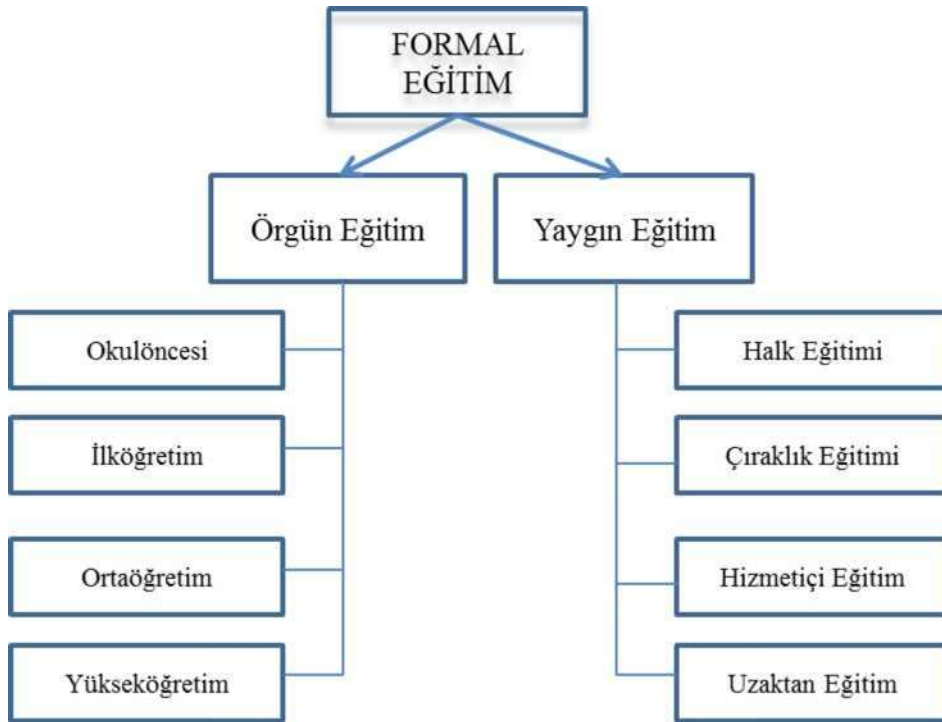 FORMAL
EĞİTİM
Örgün Eğitim
Yaygın Eğitim
Okulöncesi
Halk Eğitimi
İlköğretim
Çıraklık Eğitimi
Ortaöğretim
Hizmetiçi Eğitim
Yükseköğretim
Uzaktan Eğitim